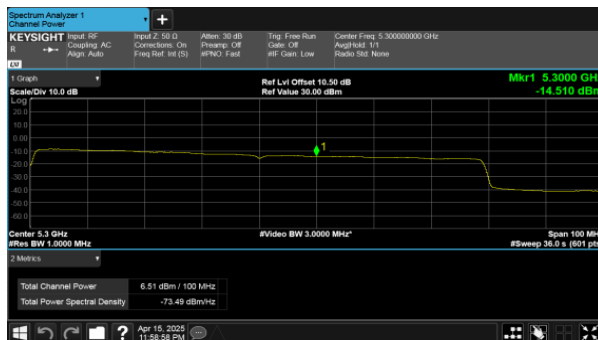 Spectrum Analyzer 1
Channel Power
+
KEYSIGHT Input: RF Input Z: 50 Ω Atten: 30 dB Trig: Free Run Center Freq: 5.300000000 GHz
R Coupling: AC Corrections: On Preamp: Off Gate: Off Avg|Hold: 1/1
Align: Auto Freq Ref: Int (S) #PNO: Fast #IF Gain: Low Radio Std: None
1 Graph
Ref Lvl Offset 10.50 dB Mkr1 5.3000 GH
Scale/Div 10.0 dB Ref Value 30.00 dBm -14.510 dBm
Log
20.0
10.0
0.00
-10.0
1
-20.0
-30.0
-40.0
-50.0
-60.0
Center 5.3 GHz #Video BW 3.0000 MHz* Span 100 MH
#Res BW 1.0000 MHz #Sweep 36.0 s (601 pts
2 Metrics
Total Channel Power 6.51 dBm / 100 MHz
Total Power Spectral Density -73.49 dBm/Hz
? Apr 15, 2025
11:58:58 PM